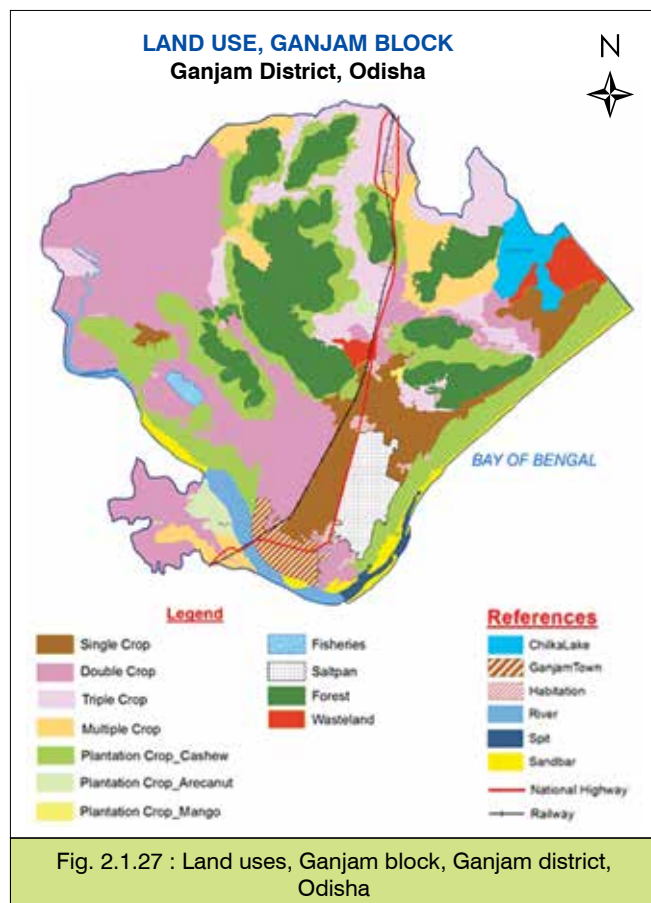 LAND USE, GANJAM BLOCK
Ganjam District, Odisha
N
BAY OF BENGAL
Legend
Single Crop
Double Crop
Triple Crop
Multiple Crop
Plantation Crop_Cashew
Plantation Crop_Arecanut
Plantation Crop_Mango
Fisheries
Saltpan
Forest
Wasteland
References
ChilkaLake
GanjamTown
Habitation
River
Spit
Sandbar
National Highway
Railway
Fig. 2.1.27 : Land uses, Ganjam block, Ganjam district,
Odisha